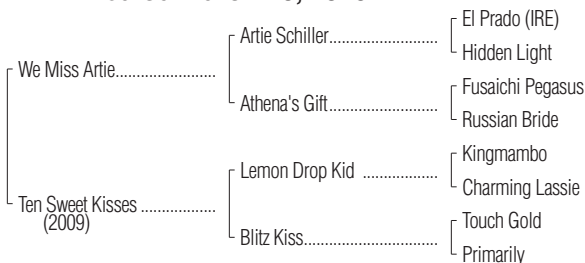 El Prado (IRE)
Artie Schiller
Hidden Light
We Miss Artie
Fusaichi Pegasus
Athena's Gift
Russian Bride
Kingmambo
Lemon Drop Kid
Charming Lassie
Ten Sweet Kisses
(2009)
Touch Gold
Blitz Kiss
Primarily